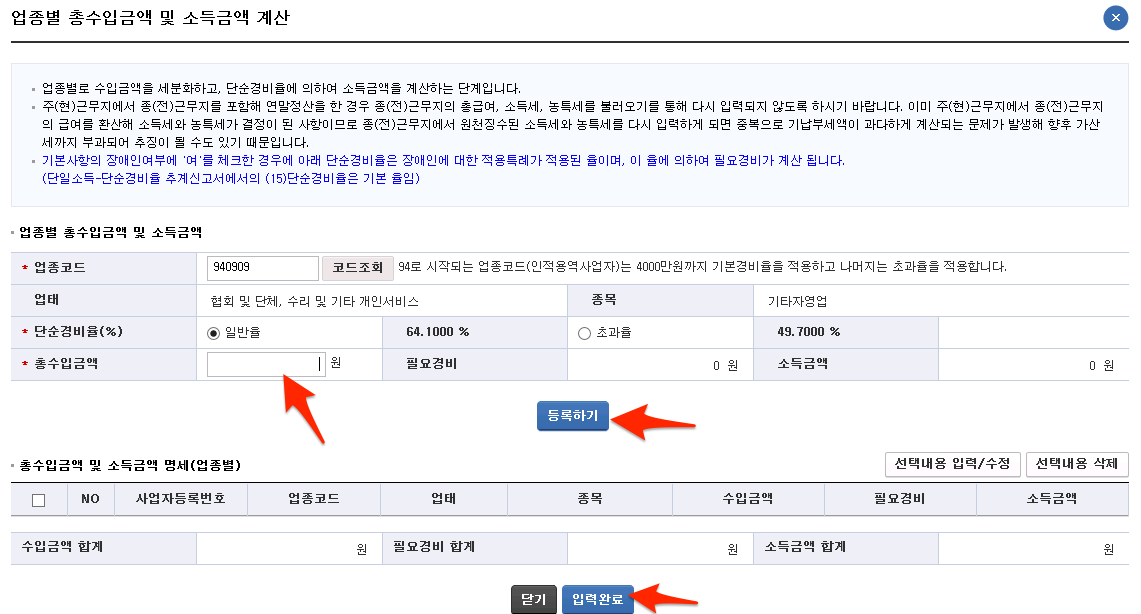 업종별 총수입금액 및 소득금액 계산
업종별로 수입금액을 세분화하고, 단순경비율에 의하여 소득금액을 계산하는 단계입니다.
주(현)근무지에서 종(전)근무지를 포함해 연말정산을 한 경우 종(전)근무지의 총급여, 소득세, 농특세를 불러오기를 통해 다시 입력되지 않도록 하시기 바랍니다. 이미 주(현)근무지에서 종(전)근무지
의 급여를 환산해 소득세와 농특세가 결정이 된 사항이므로 종(전)근무지에서 원천징수된 소득세와 농특세를 다시 입력하게 되면 중복으로 기납부세액이 과다하게 계산되는 문제가 발생해 향후 가산
세까지 부과되어 추징이 될 수도 있기 때문입니다.
기본사항의 장애인여부에 '여'를 체크한 경우에 아래 단순경비율은 장애인에 대한 적용특례가 적용된 율이며, 이 율에 의하여 필요경비가 계산 됩니다.
(단일소득-단순경비율 추계신고서에서의 (15)단순경비율은 기본 율임)
업종별 총수입금액 및 소득금액
* 업종코드 940909 코드조회 94로 시작되는 업종코드(인적용역사업자)는 4000만원까지 기본경비율을 적용하고 나머지는 초과율을 적용합니다.
업태 협회 및 단체, 수리 및 기타 개인서비스 종목 기타자영업
* 단순경비율(%) 일반율 64.1000 % 초과율 49.7000 %
* 총수입금액 원 필요경비 0 원 소득금액 0 원
등록하기
총수입금액 및 소득금액 명세(업종별) 선택내용 입력/수정 선택내용 삭제
NO 사업자등록번호 업종코드 업태 종목 수입금액 필요경비 소득금액
수입금액 합계 원 필요경비 합계 원 소득금액 합계 원
닫기 입력완료